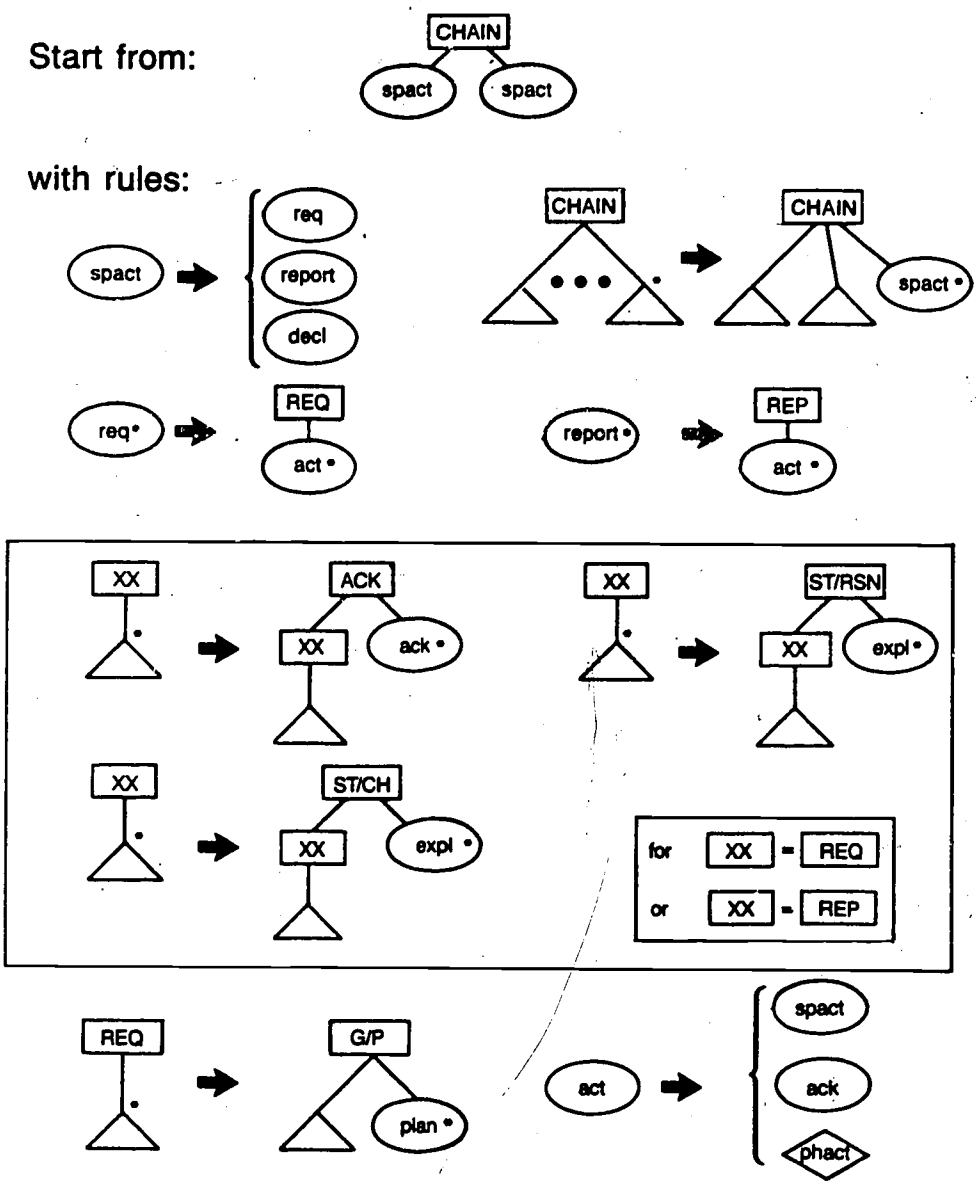 CHAIN
Start from:
spact spact
with rules:
req
CHAIN CHAIN
spact report spact*
decl
REQ REP
req* report*
act* act*
XX ACK XX ST/RSN
XX ack* XX expl*
XX ST/CH
XX expl*
for XX = REQ
or XX = REP
REQ G/P
spact
act ack
plan*
phact